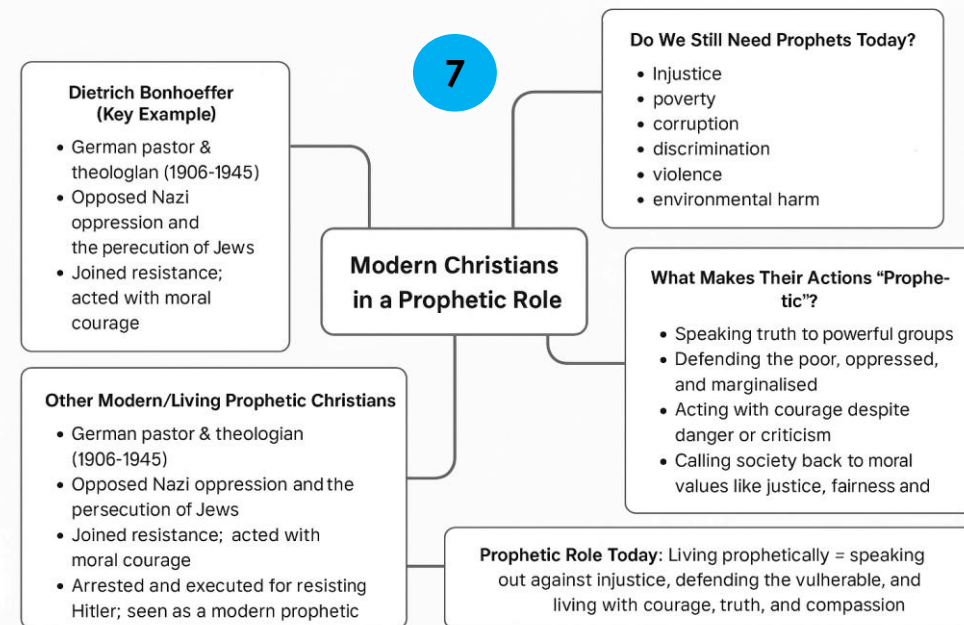 7
Dietrich Bonhoeffer
(Key Example)
• German pastor &
theologlan (1906-1945)
• Opposed Nazi
oppression and
the perecution of Jews
• Joined resistance;
acted with moral
courage
Do We Still Need Prophets Today?
• Injustice
• poverty
• corruption
• discrimination
• violence
• environmental harm
Modern Christians
in a Prophetic Role
What Makes Their Actions “Prophe-
tic”?
• Speaking truth to powerful groups
• Defending the poor, oppressed,
and marginalised
• Acting with courage despite
danger or criticism
• Calling society back to moral
values like justice, fairness and
Other Modern/Living Prophetic Christians
• German pastor & theologian
(1906-1945)
• Opposed Nazi oppression and the
persecution of Jews
• Joined resistance; acted with
moral courage
• Arrested and executed for resisting
Hitler; seen as a modern prophetic
Prophetic Role Today: Living prophetically = speaking
out against injustice, defending the vulherable, and
living with courage, truth, and compassion